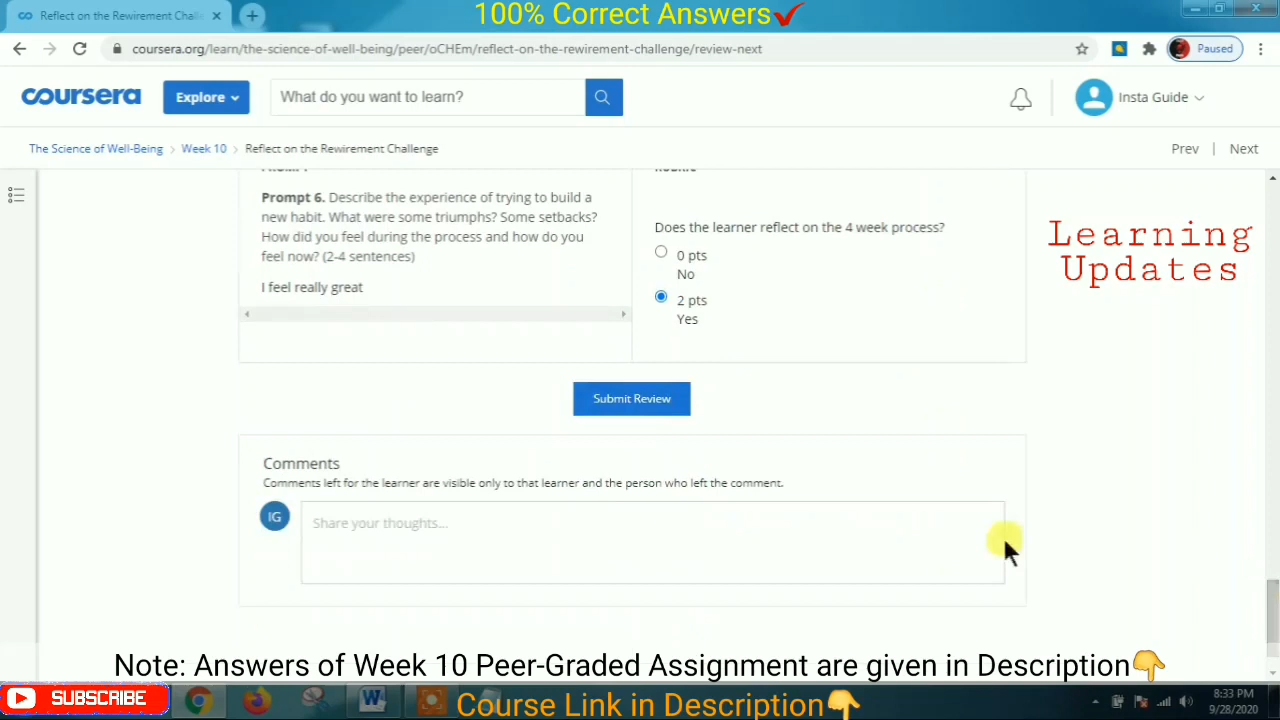 100% Correct Answers
Reflect on the Rewirement Challe
coursera.org/learn/the-science-of-well-being/peer/oCHEm/reflect-on-the-rewirement-challenge/review-next
Paused
coursera
Explore
What do you want to learn?
Insta Guide
The Science of Well-Being > Week 10 > Reflect on the Rewirement Challenge
Prev | Next
Prompt 6. Describe the experience of trying to build a
new habit. What were some triumphs? Some setbacks?
How did you feel during the process and how do you
feel now? (2-4 sentences)
I feel really great
Does the learner reflect on the 4 week process?
0 pts
No
2 pts
Yes
Learning
Updates
Submit Review
Comments
Comments left for the learner are visible only to that learner and the person who left the comment.
IG
Share your thoughts...
Note: Answers of Week 10 Peer-Graded Assignment are given in Description
SUBSCRIBE
Course Link in Description
8:33 PM
9/28/2020